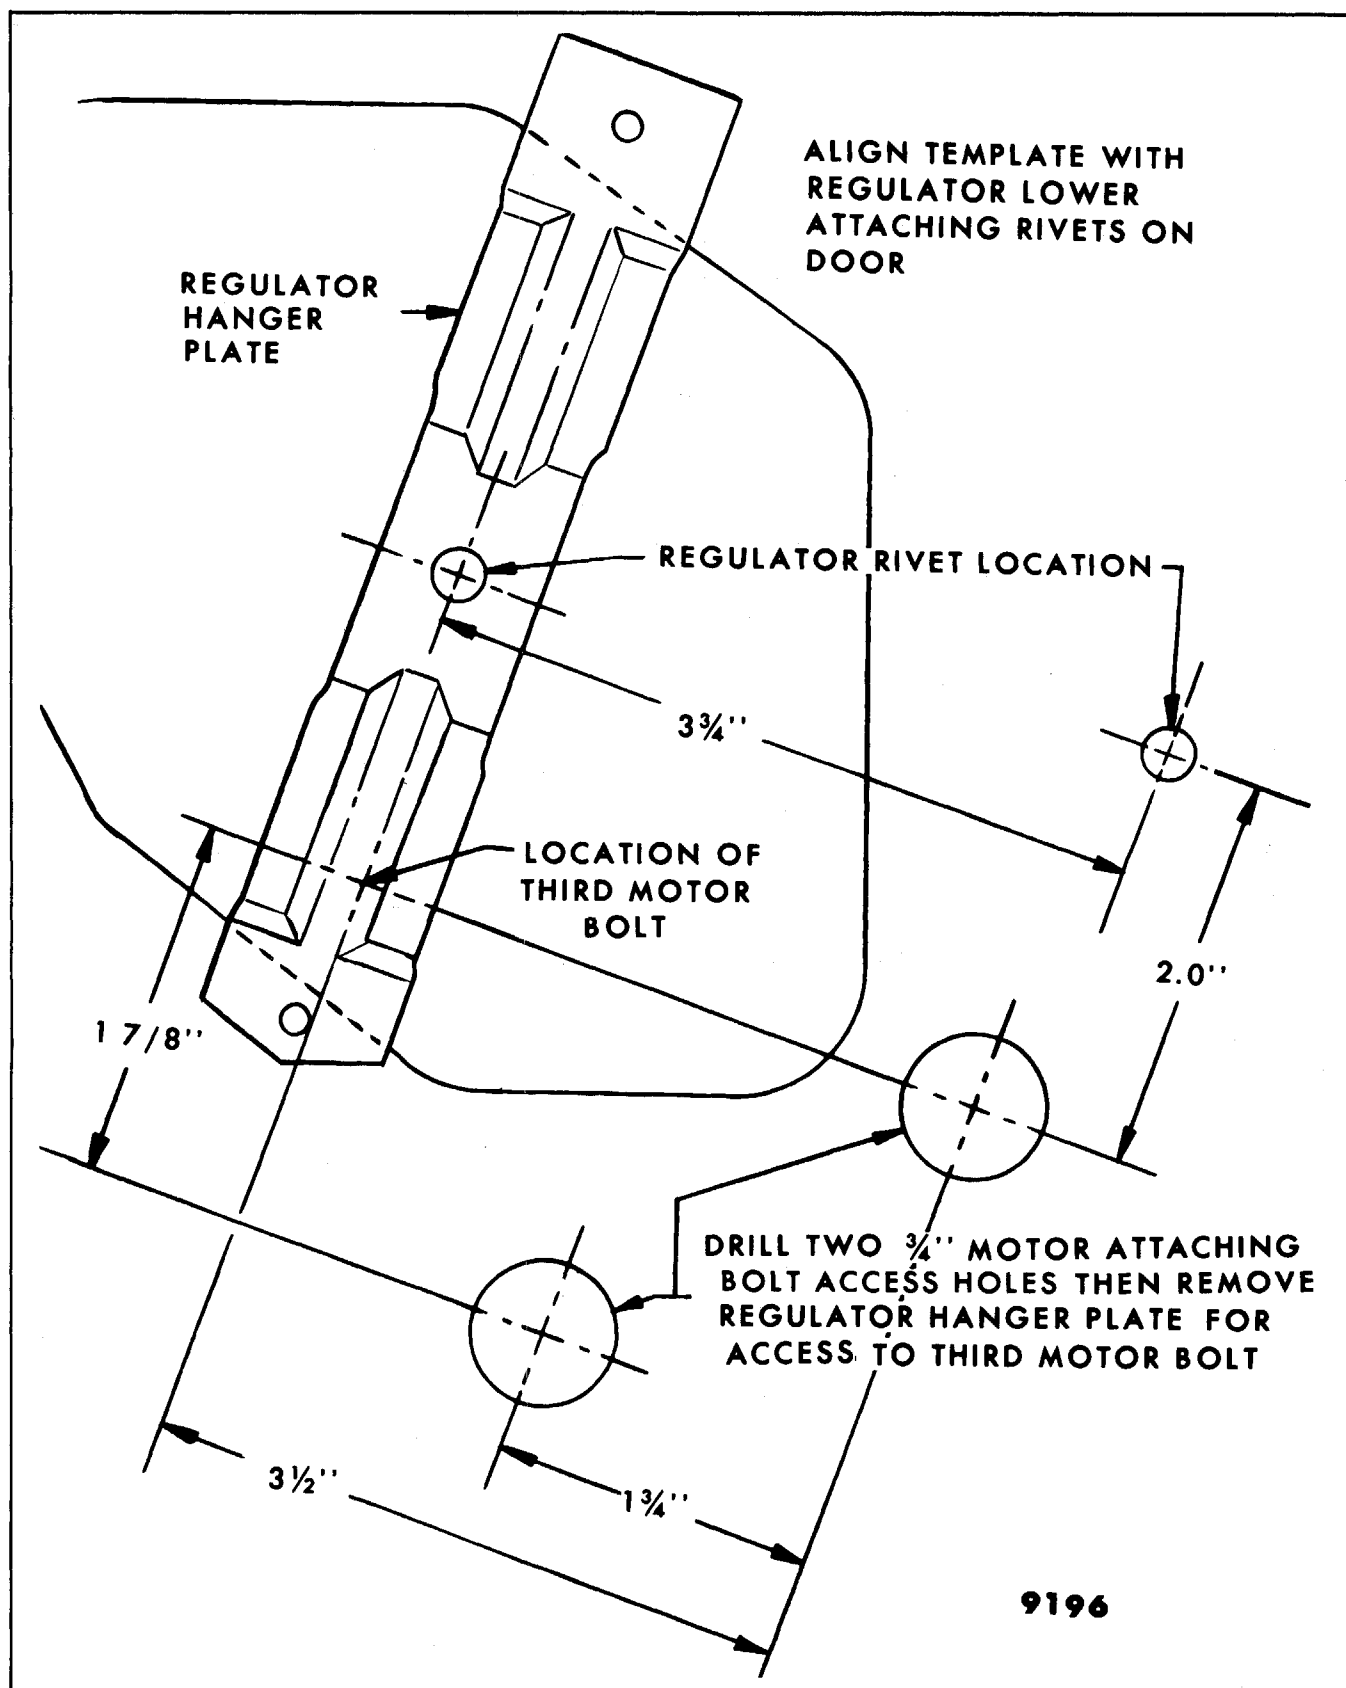 ALIGN TEMPLATE WITH
REGULATOR LOWER
ATTACHING RIVETS ON
DOOR
REGULATOR
HANGER
PLATE
REGULATOR RIVET LOCATION
3¾''
LOCATION OF
THIRD MOTOR
BOLT
2.0''
1 7/8''
DRILL TWO ¾'' MOTOR ATTACHING
BOLT ACCESS HOLES THEN REMOVE
REGULATOR HANGER PLATE FOR
ACCESS TO THIRD MOTOR BOLT
3½''
1¾''
9196